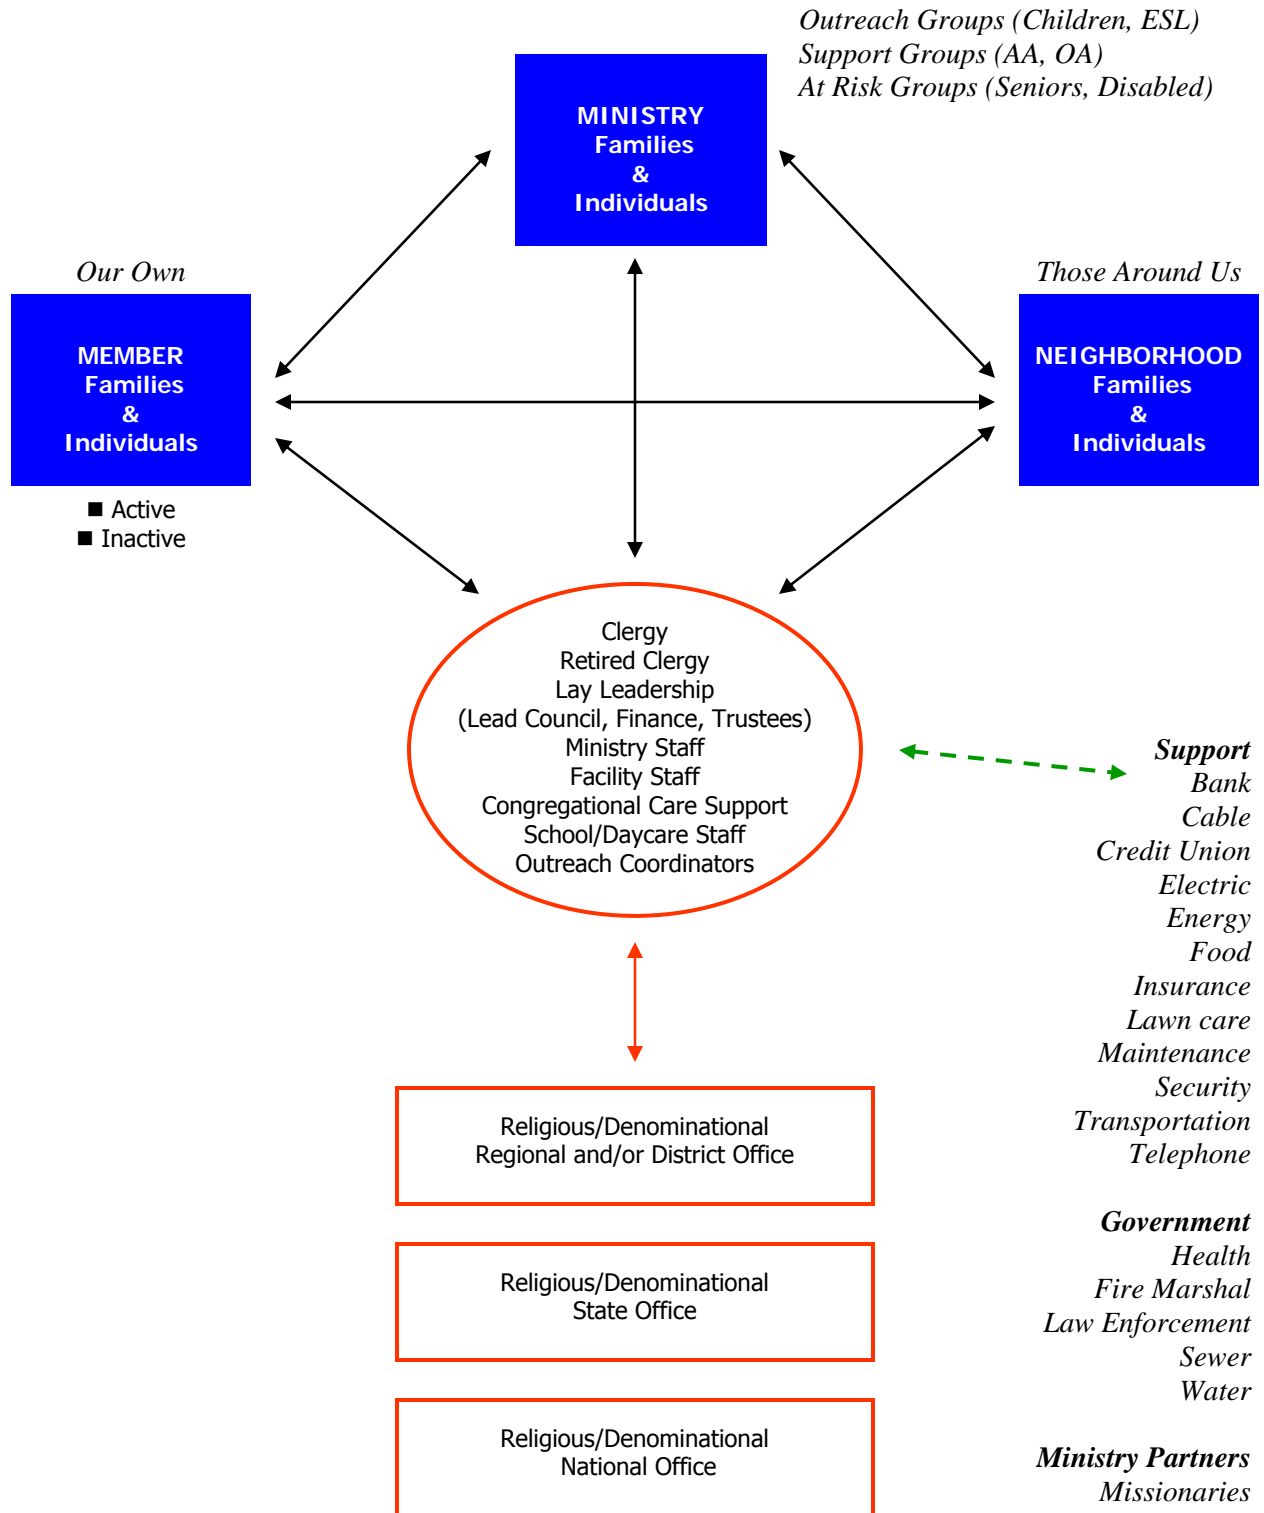 Outreach Groups (Children, ESL)
Support Groups (AA, OA)
At Risk Groups (Seniors, Disabled)
MINISTRY
Families
&
Individuals
Our Own
MEMBER
Families
&
Individuals
■ Active
■ Inactive
Those Around Us
NEIGHBORHOOD
Families
&
Individuals
Clergy
Retired Clergy
Lay Leadership
(Lead Council, Finance, Trustees)
Ministry Staff
Facility Staff
Congregational Care Support
School/Daycare Staff
Outreach Coordinators
Religious/Denominational
Regional and/or District Office
Religious/Denominational
State Office
Religious/Denominational
National Office
Support
Bank
Cable
Credit Union
Electric
Energy
Food
Insurance
Lawn care
Maintenance
Security
Transportation
Telephone
Government
Health
Fire Marshal
Law Enforcement
Sewer
Water
Ministry Partners
Missionaries